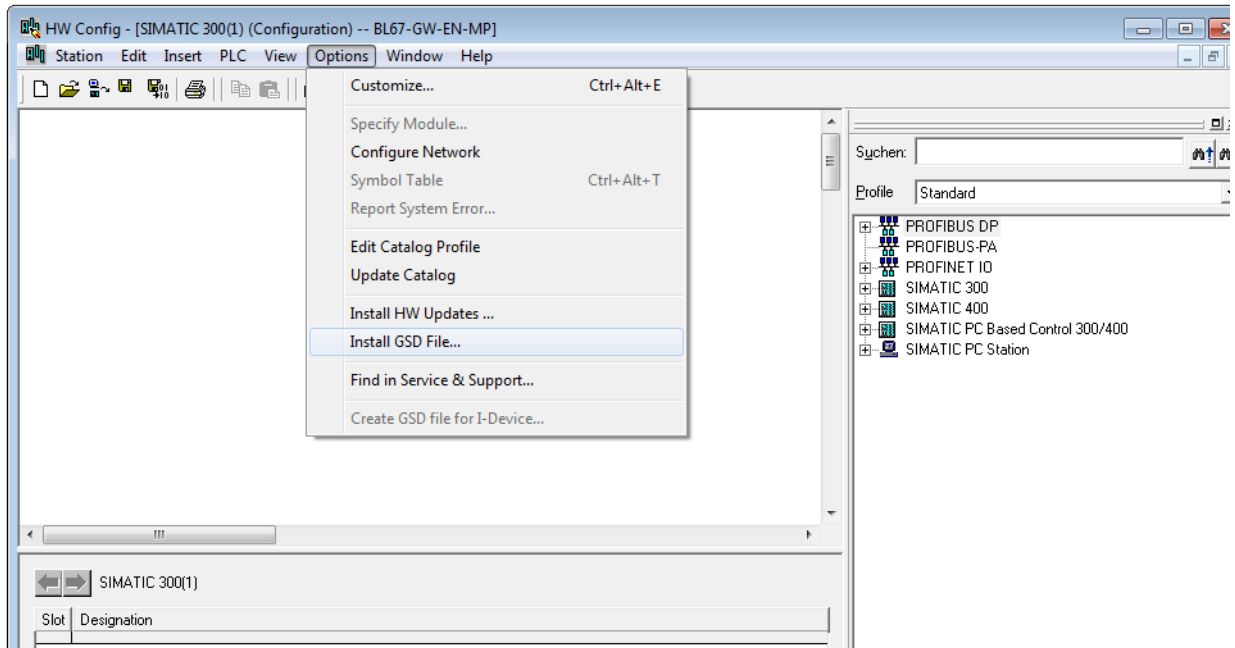 HW Config - [SIMATIC 300(1) (Configuration) -- BL67-GW-EN-MP]
Station Edit Insert PLC View Options Window Help
Customize... Ctrl+Alt+E
Specify Module...
Configure Network
Symbol Table Ctrl+Alt+T
Report System Error...
Edit Catalog Profile
Update Catalog
Install HW Updates ...
Install GSD File...
Find in Service & Support...
Create GSD file for I-Device...
Suchen:
Profile Standard
PROFIBUS DP
PROFIBUS-PA
PROFINET IO
SIMATIC 300
SIMATIC 400
SIMATIC PC Based Control 300/400
SIMATIC PC Station
SIMATIC 300(1)
Slot Designation